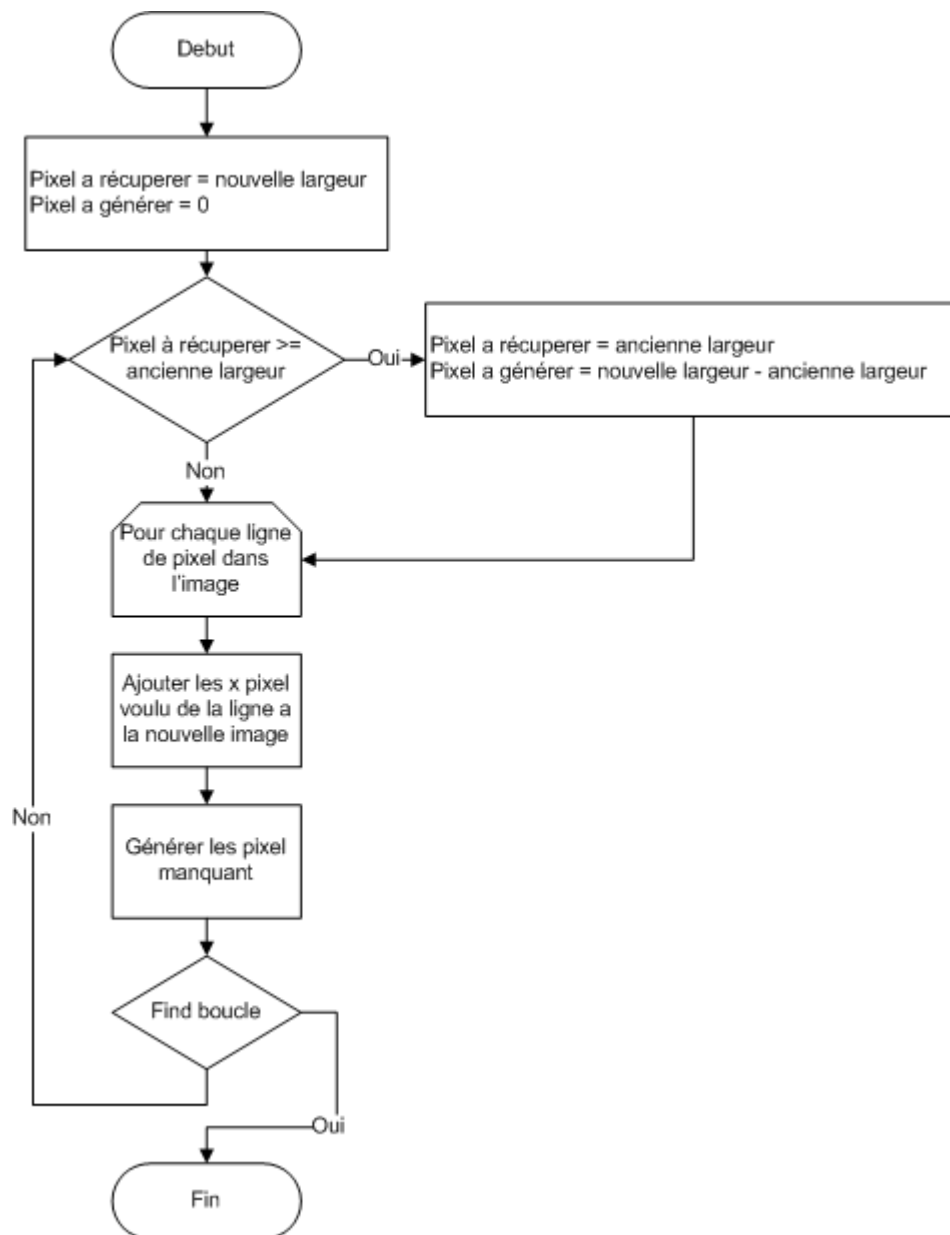 Debut
Pixel a récuperer = nouvelle largeur
Pixel a générer = 0
Pixel à récuperer >=
ancienne largeur
Oui
Pixel a récuperer = ancienne largeur
Pixel a générer = nouvelle largeur - ancienne largeur
Non
Pour chaque ligne
de pixel dans
l'image
Ajouter les x pixel
voulu de la ligne a
la nouvelle image
Non
Générer les pixel
manquant
Find boucle
Oui
Fin